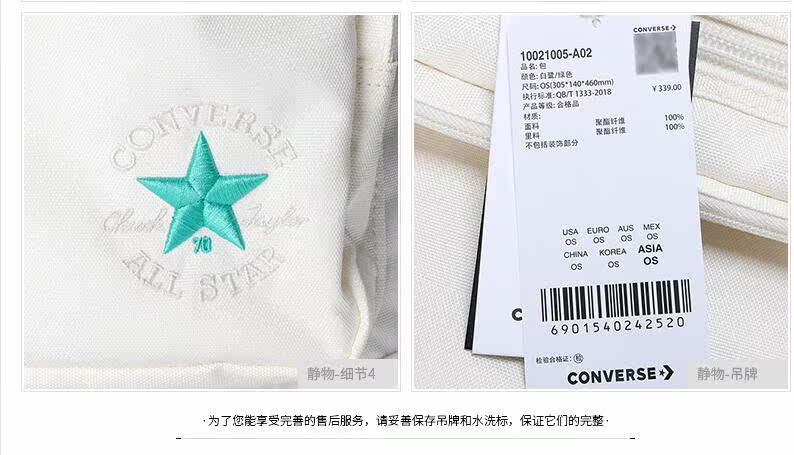 CONVERSE
Chuck Taylor
70
ALL STAR
静物-细节4
CONVERSE
10021005-A02
品名: 包
颜色: 白鹭/绿色
尺码: OS(305*140*460mm)
执行标准: QB/T 1333-2018
产品等级: 合格品
¥ 339.00
材质:
面料 聚酯纤维 100%
里料 聚酯纤维 100%
不包括装饰部分
USA EURO AUS MEX
OS OS OS OS
CHINA KOREA ASIA
OS OS OS
6901540242520
检验合格证: 检
CONVERSE
静物-吊牌
·为了您能享受完善的售后服务，请妥善保存吊牌和水洗标，保证它们的完整·